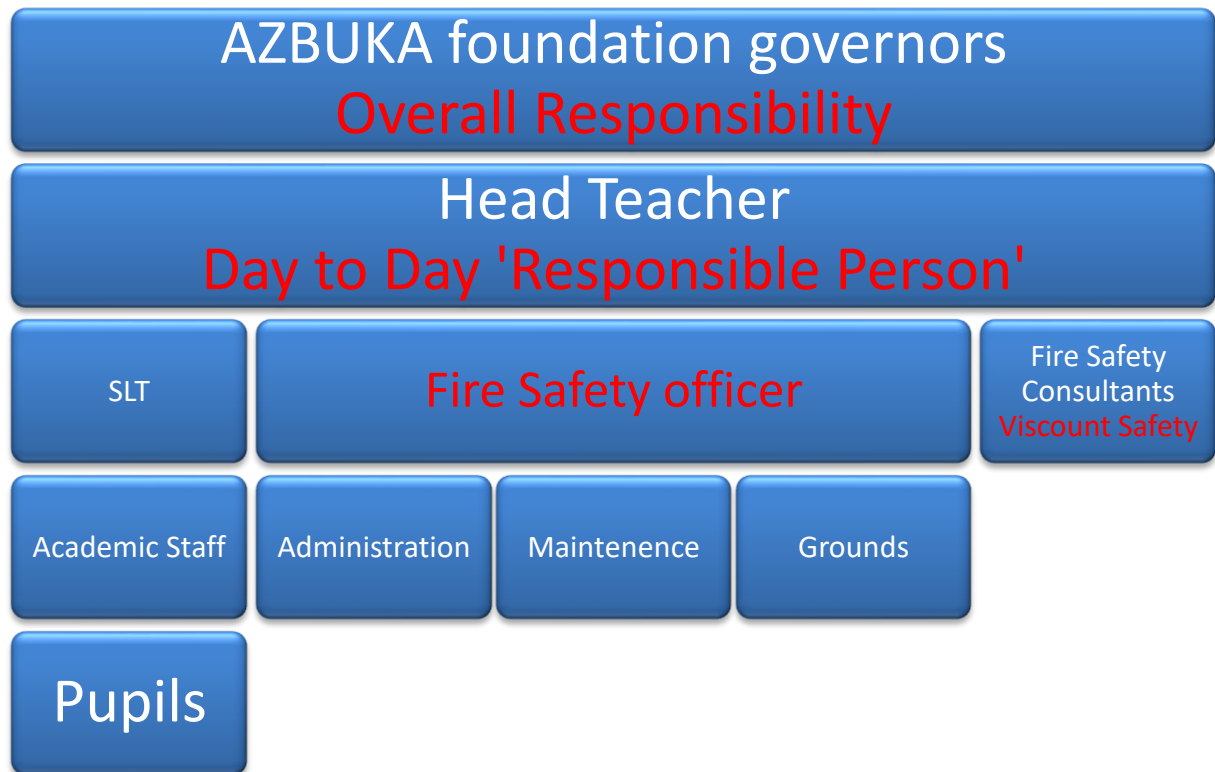 AZBUKA foundation governors
Overall Responsibility
Head Teacher
Day to Day 'Responsible Person'
SLT
Fire Safety officer
Fire Safety
Consultants
Viscount Safety
Academic Staff
Administration
Maintenence
Grounds
Pupils